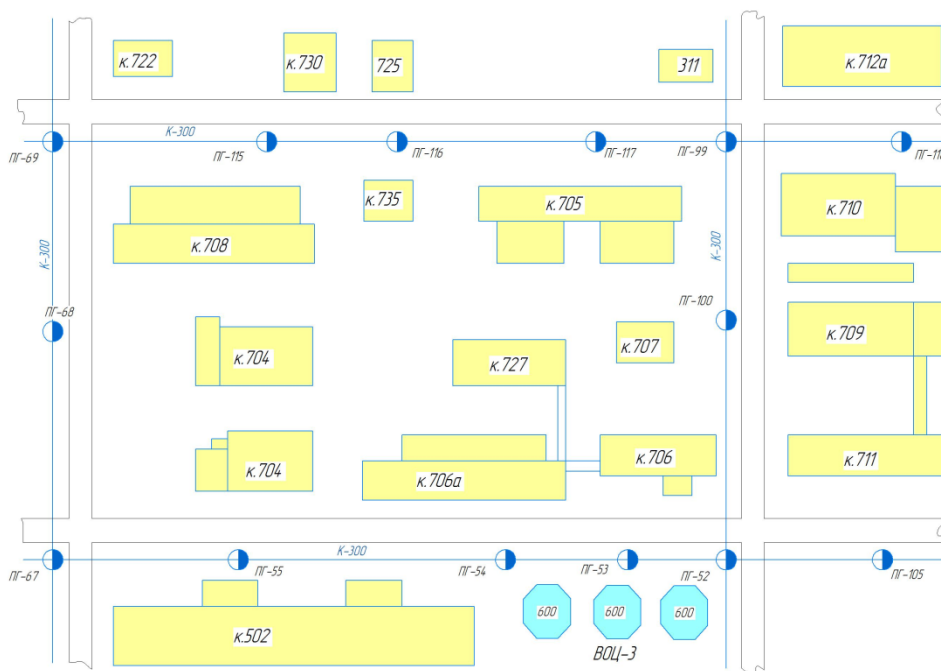 к.722
к.730
725
311
к.712а
К-300
ПГ-69
ПГ-115
ПГ-116
ПГ-117
ПГ-99
к.735
к.705
к.710
к.708
К-300
К-300
ПГ-68
ПГ-100
к.704
к.727
к.707
к.709
к.704
к.706а
к.706
к.711
К-300
ПГ-67
ПГ-55
ПГ-54
ПГ-53
ПГ-52
ПГ-105
600
600
600
к.502
ВОЦ-3